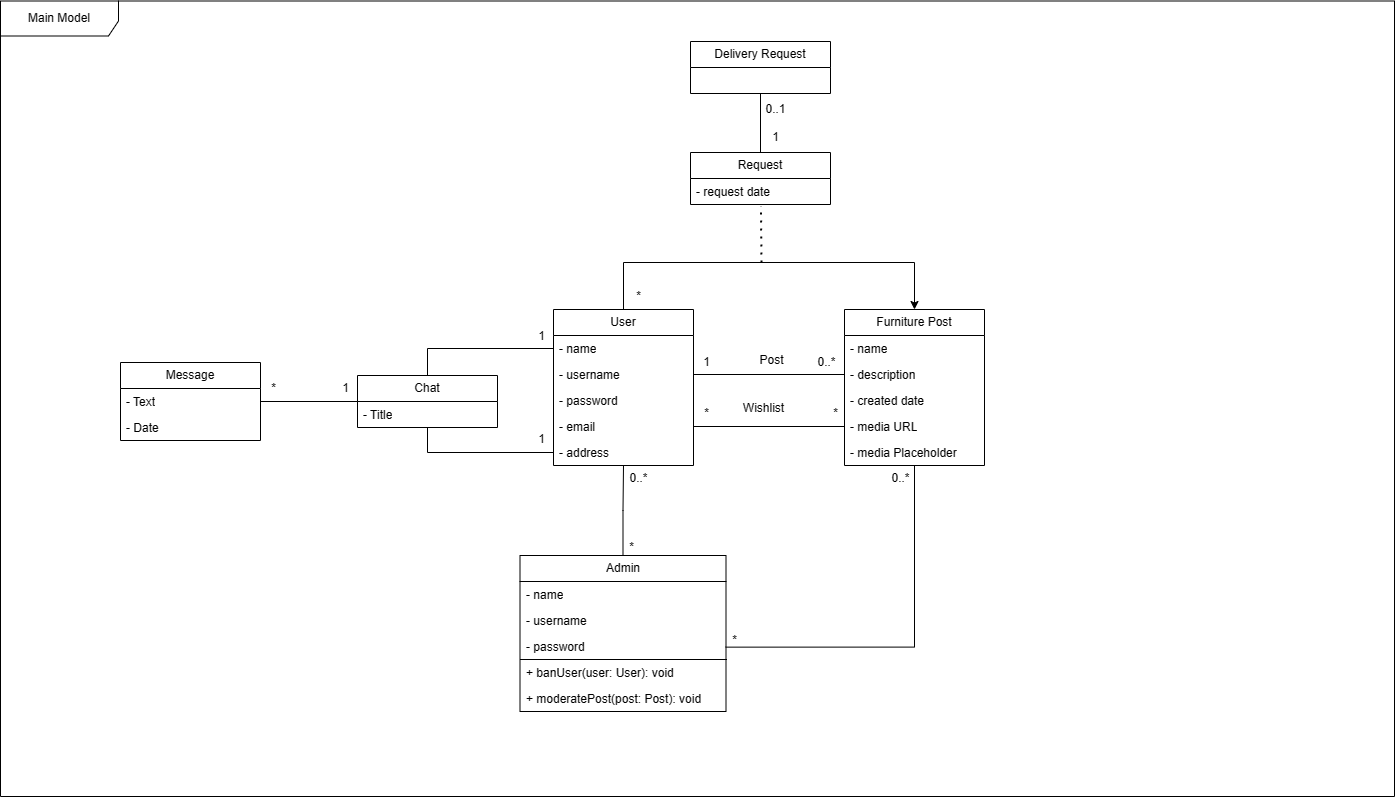 Main Model
Delivery Request
0..1
1
Request
- request date
*
User
- name
- username
- password
- email
- address
Furniture Post
- name
- description
- created date
- media URL
- media Placeholder
1
Post
0..*
*
Wishlist
*
Message
- Text
- Date
*
1
Chat
- Title
1
1
0..*
*
0..*
*
Admin
- name
- username
- password
+ banUser(user: User): void
+ moderatePost(post: Post): void